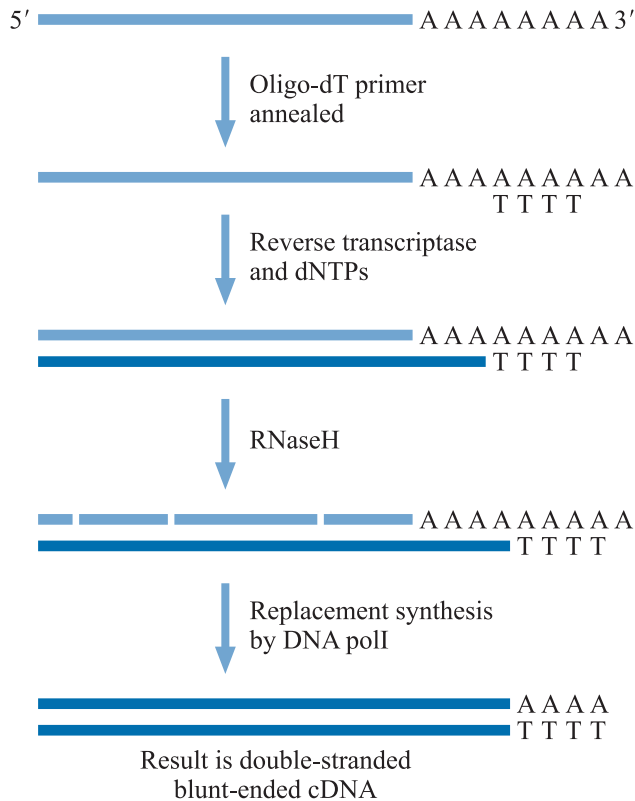 5′ A A A A A A A A 3′
Oligo-dT primer
annealed
A A A A A A A A A
T T T T
Reverse transcriptase
and dNTPs
A A A A A A A A A
T T T T
RNaseH
A A A A A A A A A
T T T T
Replacement synthesis
by DNA polI
A A A A
T T T T
Result is double-stranded
blunt-ended cDNA